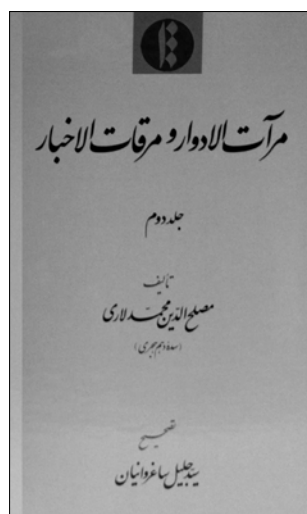 مرآت الادوار و مرقات الاخبار
جلد دوم
تألیف
مصلح الدین محمد لاری
(سدهٔ دهم هجری)
تصحیح
سید جلیل ساغروانیان